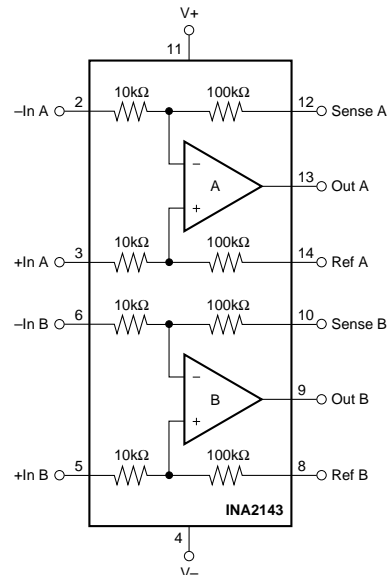 V+
11
10kΩ 100kΩ
–In A 2 12 Sense A
–
A 13 Out A
+
10kΩ 100kΩ
+In A 3 14 Ref A
10kΩ 100kΩ
–In B 6 10 Sense B
–
B 9 Out B
+
10kΩ 100kΩ
+In B 5 8 Ref B
INA2143
4
V–